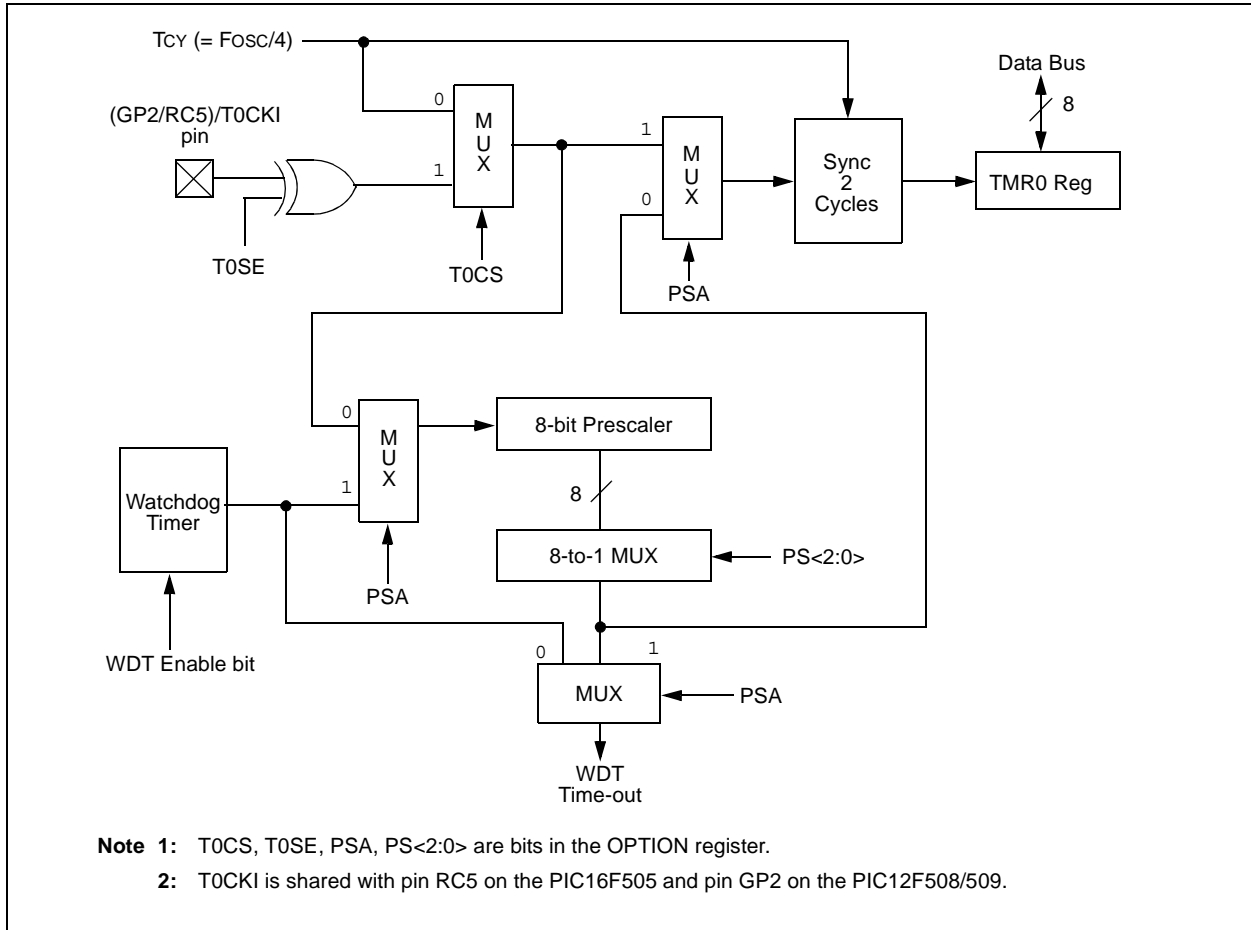 TCY (= FOSC/4)
Data Bus
8
(GP2/RC5)/T0CKI
pin
0
1
M
U
X
1
0
M
U
X
Sync
2
Cycles
TMR0 Reg
T0SE
T0CS
PSA
0
1
M
U
X
8-bit Prescaler
Watchdog
Timer
8
8-to-1 MUX
PS<2:0>
PSA
WDT Enable bit
0
1
MUX
PSA
WDT
Time-out
Note 1: T0CS, T0SE, PSA, PS<2:0> are bits in the OPTION register.
2: T0CKI is shared with pin RC5 on the PIC16F505 and pin GP2 on the PIC12F508/509.